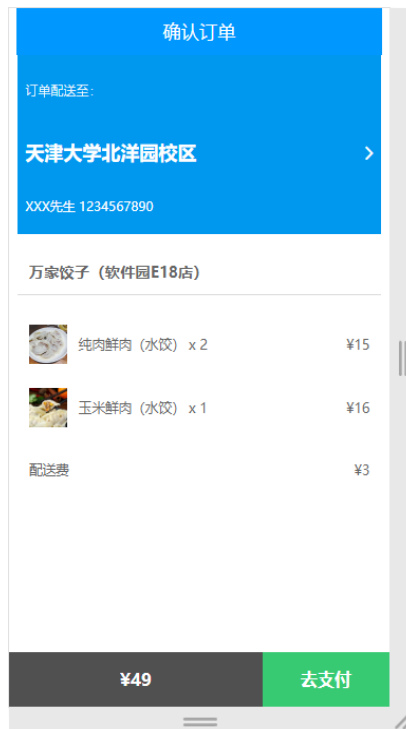 确认订单
订单配送至：
天津大学北洋园校区
XXX先生 1234567890
万家饺子（软件园E18店）
纯肉鲜肉（水饺） x 2 ¥15
玉米鲜肉（水饺） x 1 ¥16
配送费 ¥3
¥49 去支付